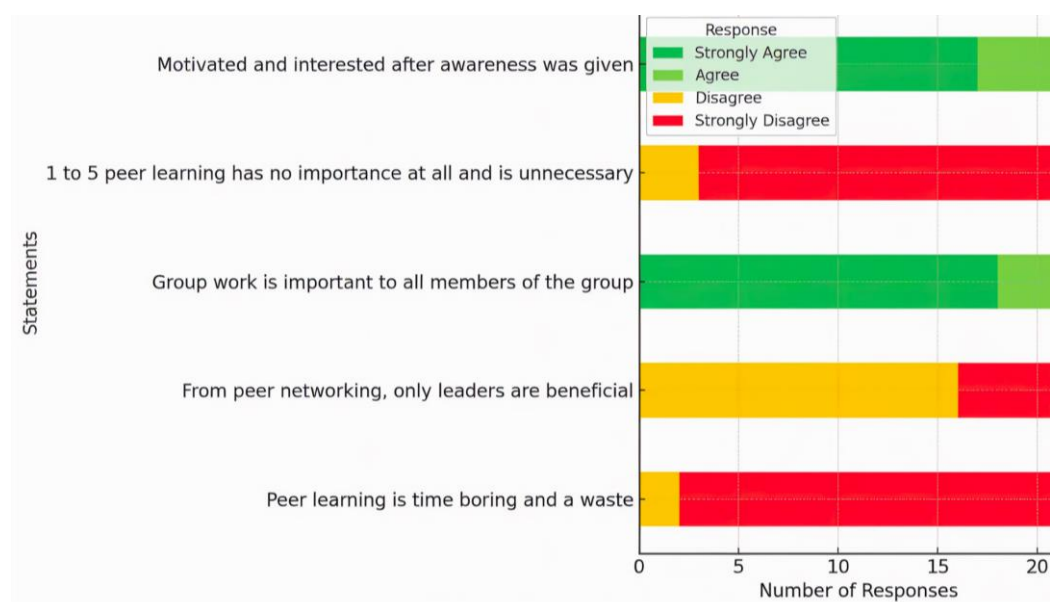 Response
Strongly Agree
Agree
Disagree
Strongly Disagree
Motivated and interested after awareness was given
1 to 5 peer learning has no importance at all and is unnecessary
Group work is important to all members of the group
From peer networking, only leaders are beneficial
Peer learning is time boring and a waste
Statements
0 5 10 15 20
Number of Responses